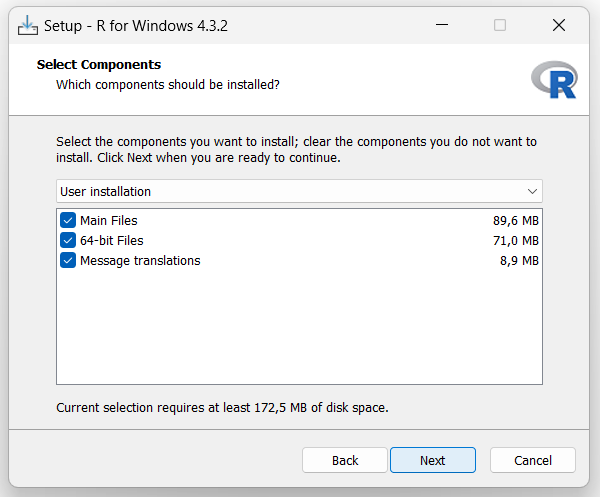 Setup - R for Windows 4.3.2
Select Components
Which components should be installed?
R
Select the components you want to install; clear the components you do not want to
install. Click Next when you are ready to continue.
User installation
Main Files 89,6 MB
64-bit Files 71,0 MB
Message translations 8,9 MB
Current selection requires at least 172,5 MB of disk space.
Back Next Cancel